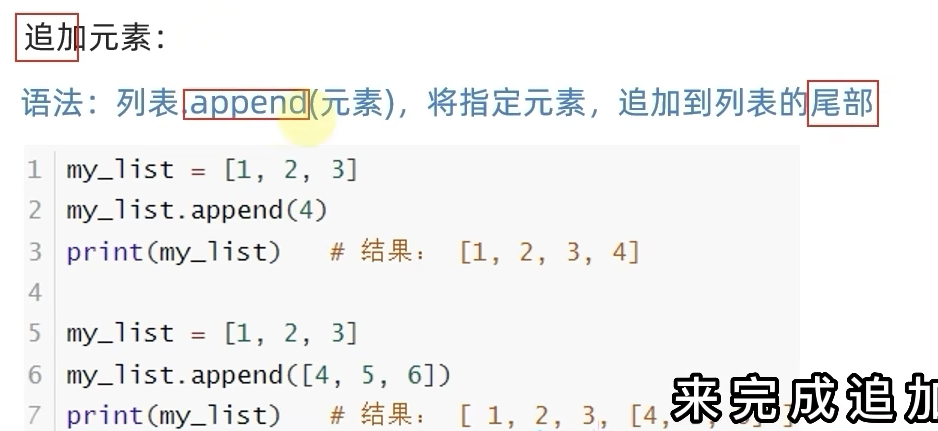 追加元素：
语法：列表.append(元素)，将指定元素，追加到列表的尾部
1 my_list = [1, 2, 3]
2 my_list.append(4)
3 print(my_list)   # 结果： [1, 2, 3, 4]
4
5 my_list = [1, 2, 3]
6 my_list.append([4, 5, 6])
7 print(my_list)   # 结果： [ 1, 2, 3, [4,
来完成追加